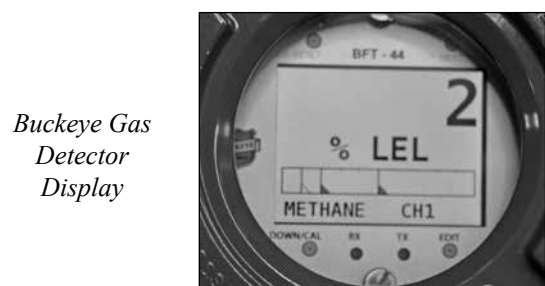 Buckeye Gas
Detector
Display
BFT - 44
2
% LEL
METHANE CH1
DOWN/CAL RX TX EDIT